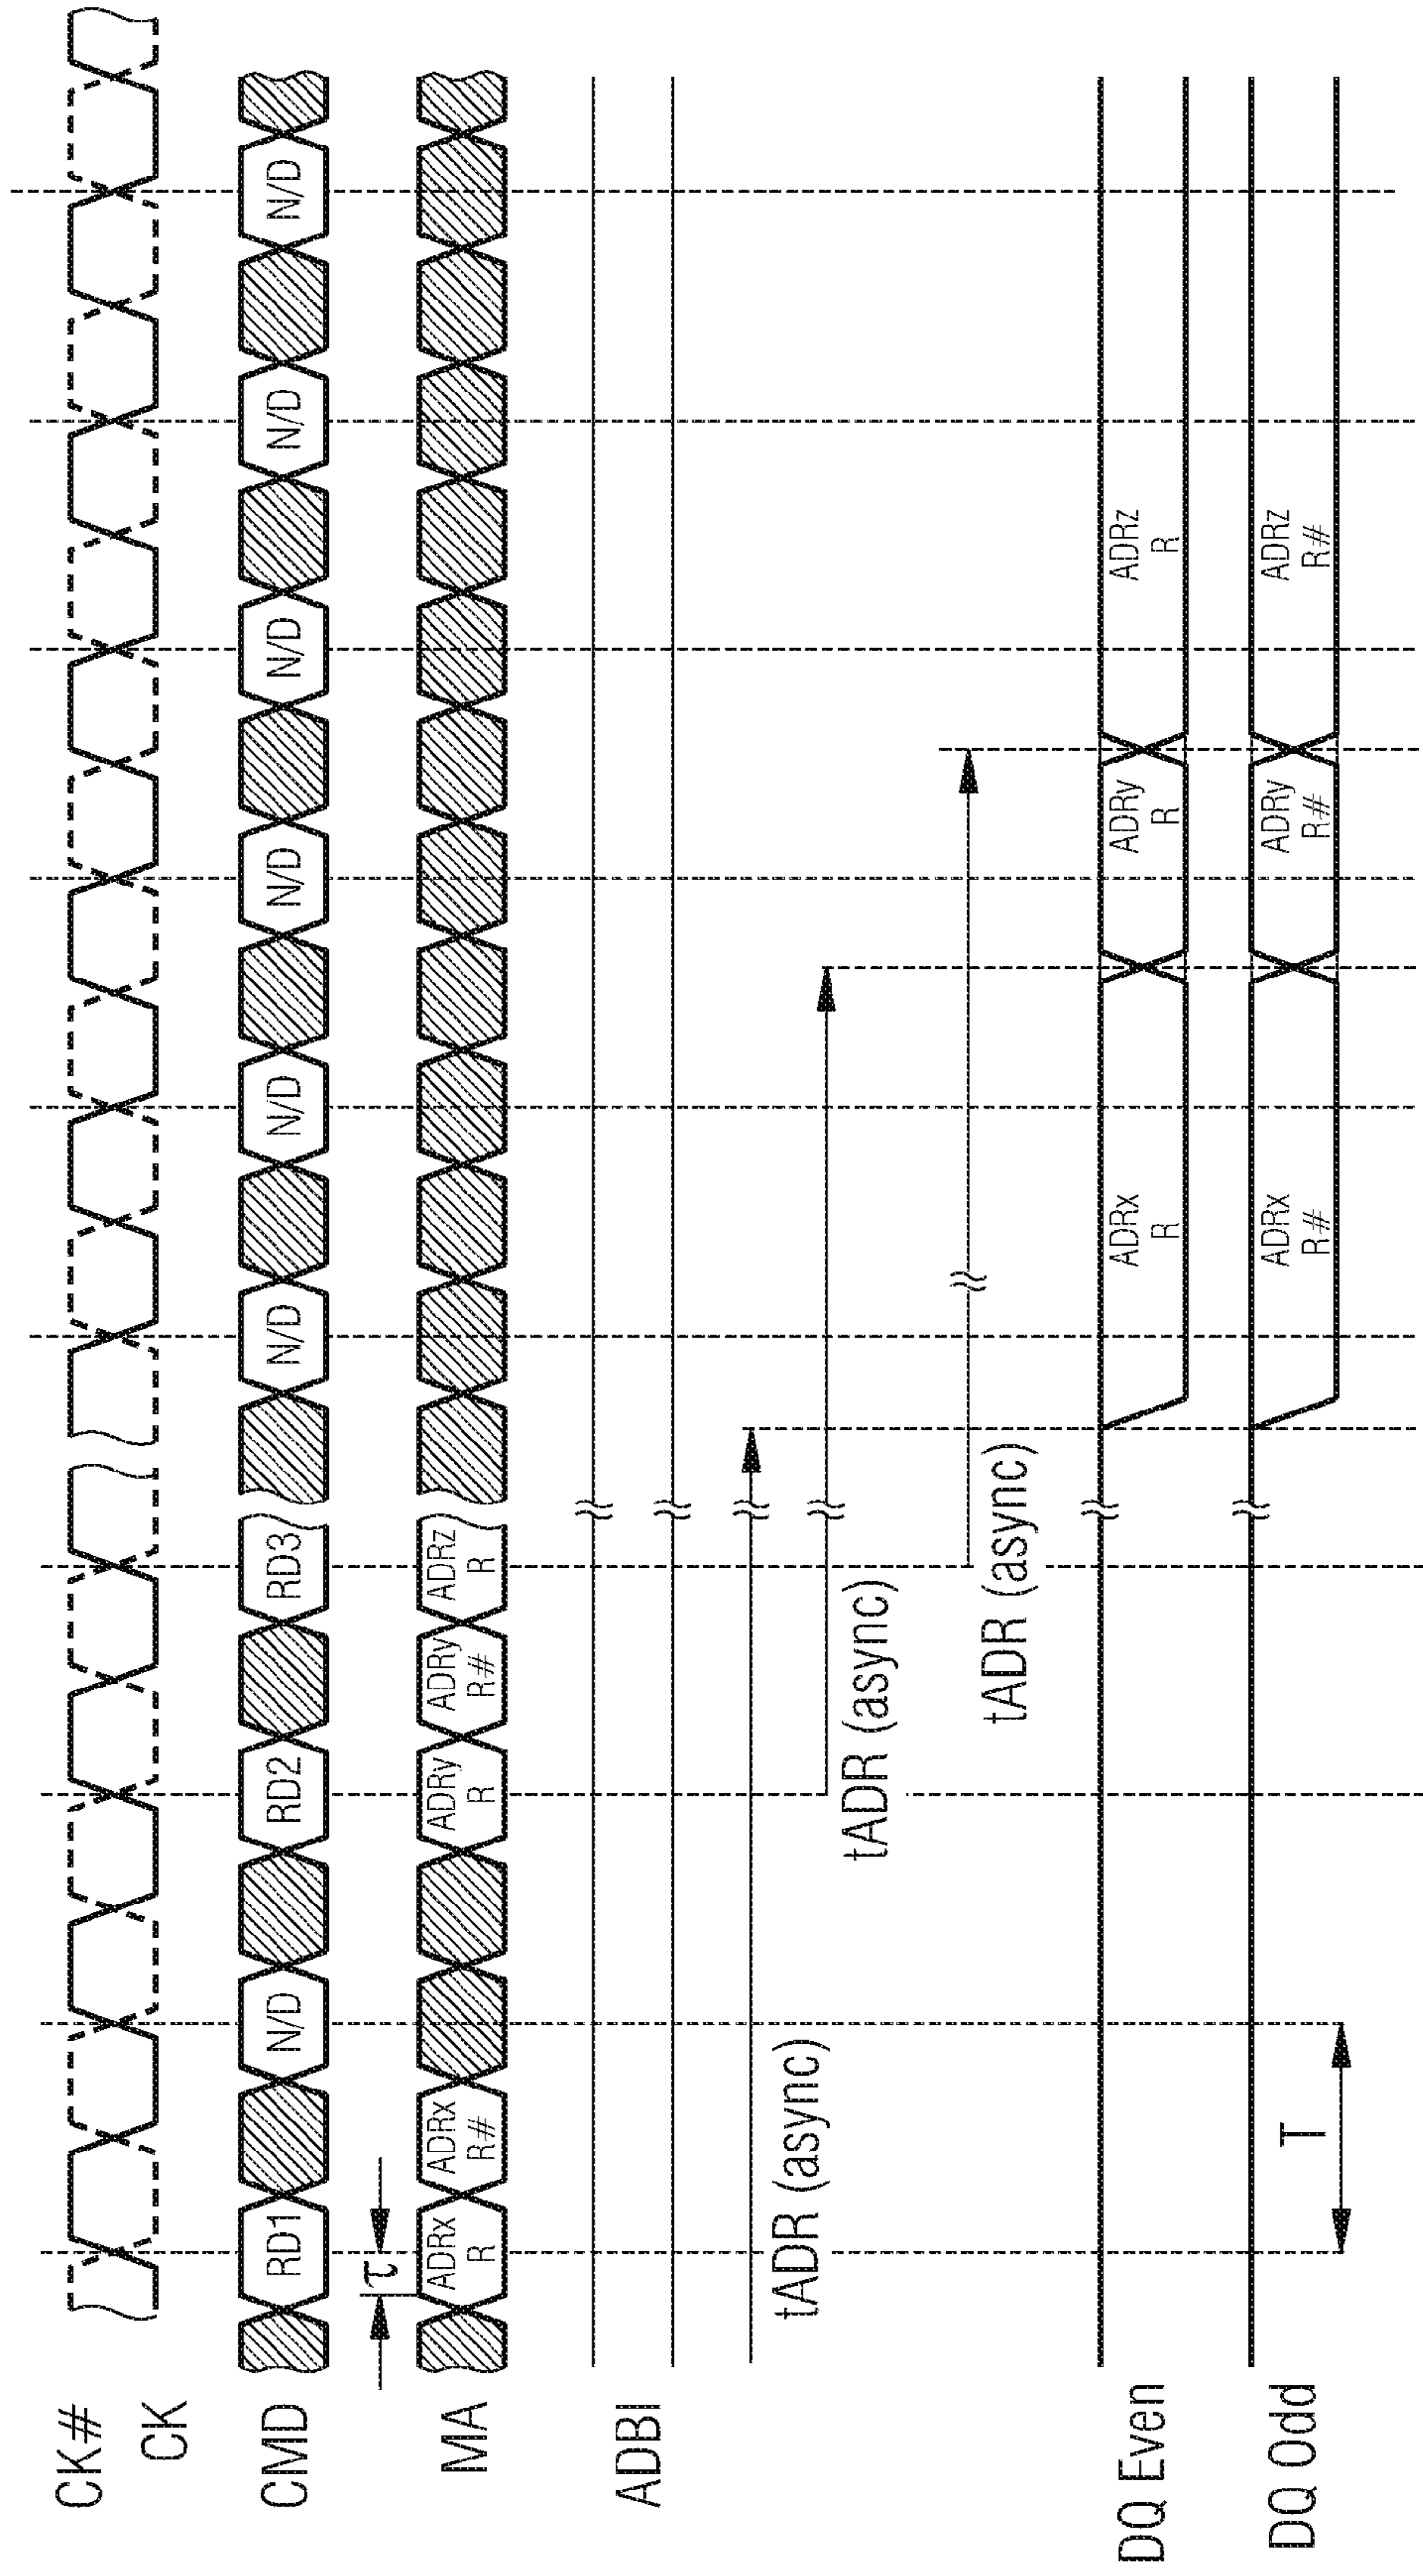 CK#
CK
CMD
RD1
N/D
RD2
RD3
N/D
N/D
N/D
N/D
N/D
N/D
τ
MA
ADRx
R
ADRx
R#
ADRy
R
ADRy
R#
ADRz
R
ADBI
tADR (async)
tADR (async)
tADR (async)
DQ Even
ADRx
R
ADRy
R
ADRz
R
DQ Odd
ADRx
R#
ADRy
R#
ADRz
R#
T